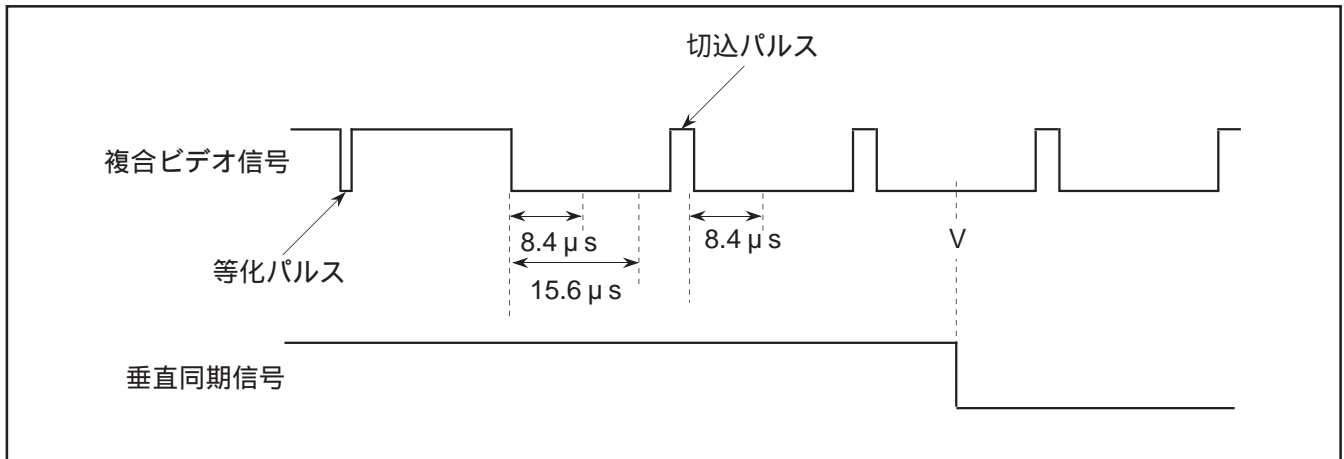 切込パルス
複合ビデオ信号
8.4 μ s
8.4 μ s
V
等化パルス
15.6 μ s
垂直同期信号